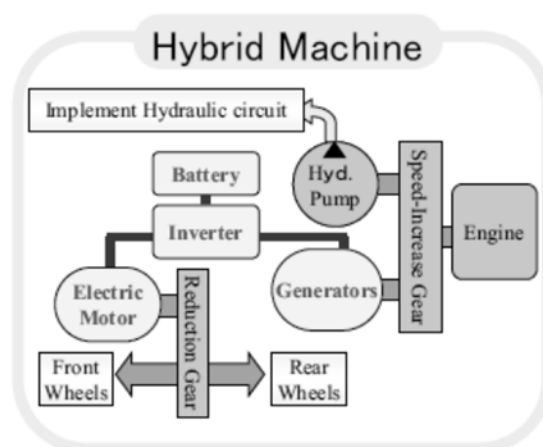 Hybrid Machine
Implement Hydraulic circuit
Battery
Hyd.
Pump
Speed-Increase Gear
Engine
Inverter
Electric
Motor
Reduction Gear
Generators
Front
Wheels
Rear
Wheels